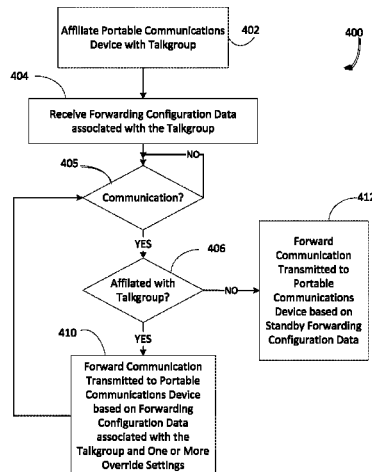 Affiliate Portable Communications
Device with Talkgroup
402
400
404
Receive Forwarding Configuration Data
associated with the Talkgroup
405
NO
Communication?
YES
406
Affiliated with
Talkgroup?
NO
412
Forward
Communication
Transmitted to
Portable
Communications
Device based on
Standby Forwarding
Configuration Data
YES
410
Forward Communication
Transmitted to Portable
Communications Device
based on Forwarding
Configuration Data
associated with the
Talkgroup and One or More
Override Settings